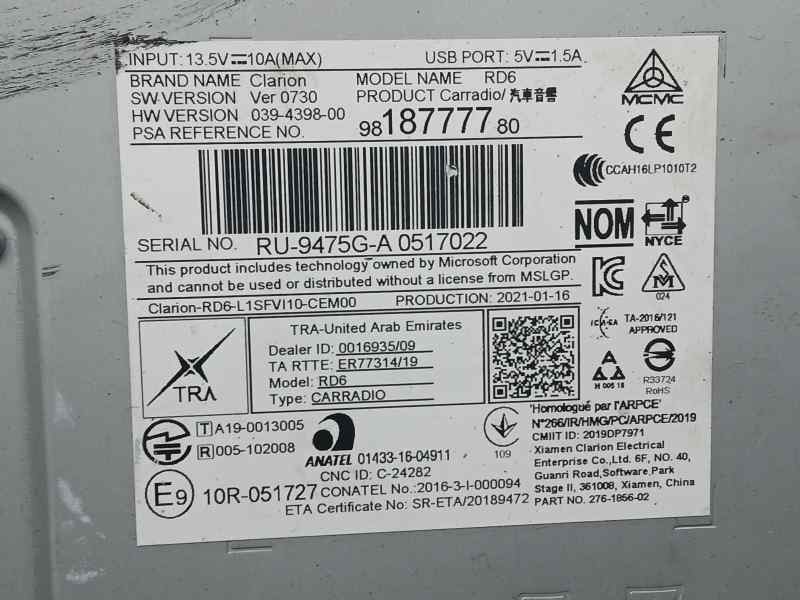 INPUT: 13.5V⎓10A(MAX) USB PORT: 5V⎓1.5A
BRAND NAME Clarion MODEL NAME RD6
SW VERSION Ver 0730 PRODUCT Carradio/汽車音響
HW VERSION 039-4398-00
PSA REFERENCE NO. 9818777780
MCMC
CE
CCAH16LP1010T2
NOM
NYCE
SERIAL NO. RU-9475G-A 0517022
This product includes technology owned by Microsoft Corporation
and cannot be used or distributed without a license from MSLGP.
Clarion-RD6-L1SFVI10-CEM00 PRODUCTION: 2021-01-16
024
TRA
TRA-United Arab Emirates
Dealer ID: 0016935/09
TA RTTE: ER77314/19
Model: RD6
Type: CARRADIO
ICASA TA-2016/121
APPROVED
R33724
RoHS
T A19-0013005
R 005-102008
ANATEL 01433-16-04911
CNC ID: C-24282
109
'Homologué par l'ARPCE'
N°266/IR/HMG/PC/ARPCE/2019
CMIIT ID: 2019DP7971
Xiamen Clarion Electrical
Enterprise Co.,Ltd. 6F, NO. 40,
Guanri Road,Software,Park
Stage II, 361008, Xiamen, China
PART NO. 276-1856-02
E9 10R-051727
CONATEL No.:2016-3-I-000094
ETA Certificate No.: SR-ETA/20189472